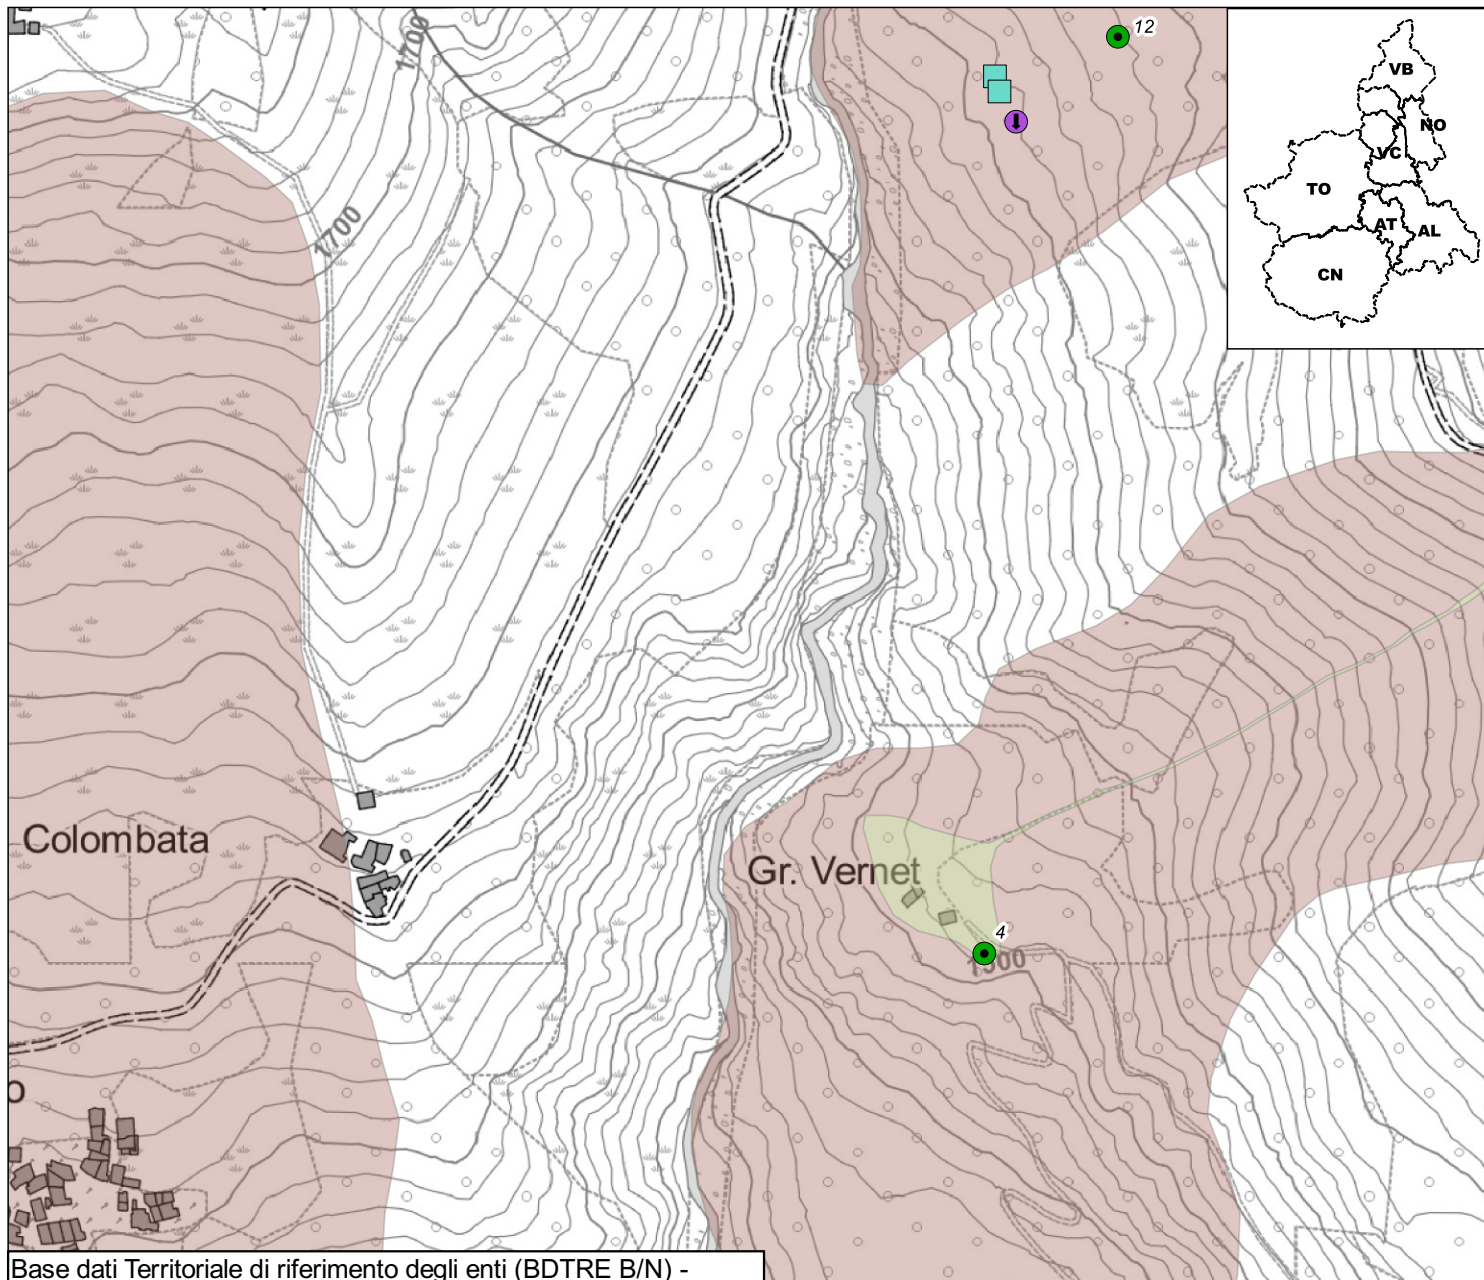 1700
12
VB
NO
VC
TO
AT
AL
CN
1700
Colombata
Gr. Vernet
4
1500
o
Base dati Territoriale di riferimento degli enti (BDTRE B/N) -